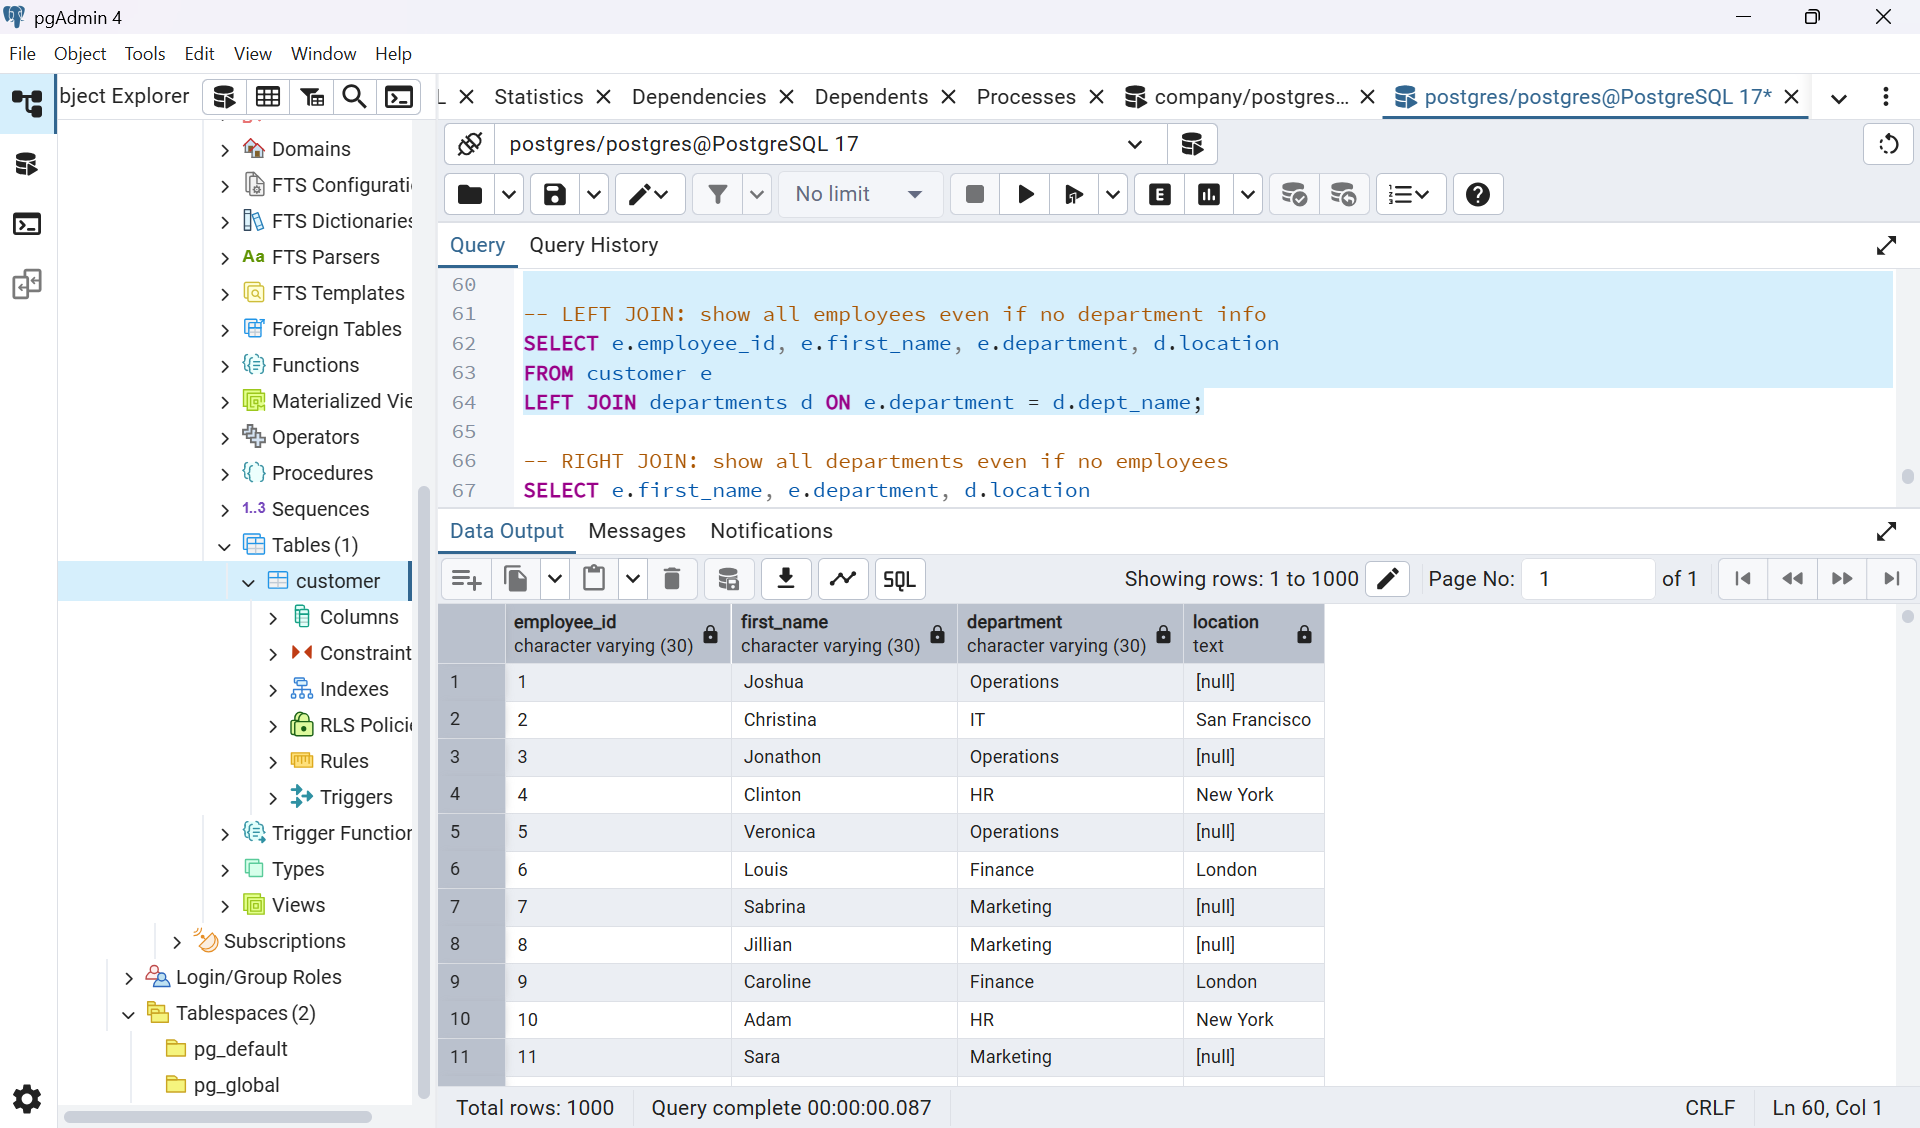 pgAdmin 4
File Object Tools Edit View Window Help
bject Explorer
Statistics Dependencies Dependents Processes company/postgres... postgres/postgres@PostgreSQL 17*
postgres/postgres@PostgreSQL 17
No limit
E
Query Query History
60
61 -- LEFT JOIN: show all employees even if no department info
62 SELECT e.employee_id, e.first_name, e.department, d.location
63 FROM customer e
64 LEFT JOIN departments d ON e.department = d.dept_name;
65
66 -- RIGHT JOIN: show all departments even if no employees
67 SELECT e.first_name, e.department, d.location
Data Output Messages Notifications
SQL Showing rows: 1 to 1000 Page No: 1 of 1
employee_id first_name department location
character varying (30) character varying (30) character varying (30) text
1 1 Joshua Operations [null]
2 2 Christina IT San Francisco
3 3 Jonathon Operations [null]
4 4 Clinton HR New York
5 5 Veronica Operations [null]
6 6 Louis Finance London
7 7 Sabrina Marketing [null]
8 8 Jillian Marketing [null]
9 9 Caroline Finance London
10 10 Adam HR New York
11 11 Sara Marketing [null]
Total rows: 1000 Query complete 00:00:00.087 CRLF Ln 60, Col 1
Domains
FTS Configurati
FTS Dictionaries
Aa FTS Parsers
FTS Templates
Foreign Tables
Functions
Materialized Vie
Operators
Procedures
1..3 Sequences
Tables (1)
customer
Columns
Constraint
Indexes
RLS Polici
Rules
Triggers
Trigger Function
Types
Views
Subscriptions
Login/Group Roles
Tablespaces (2)
pg_default
pg_global